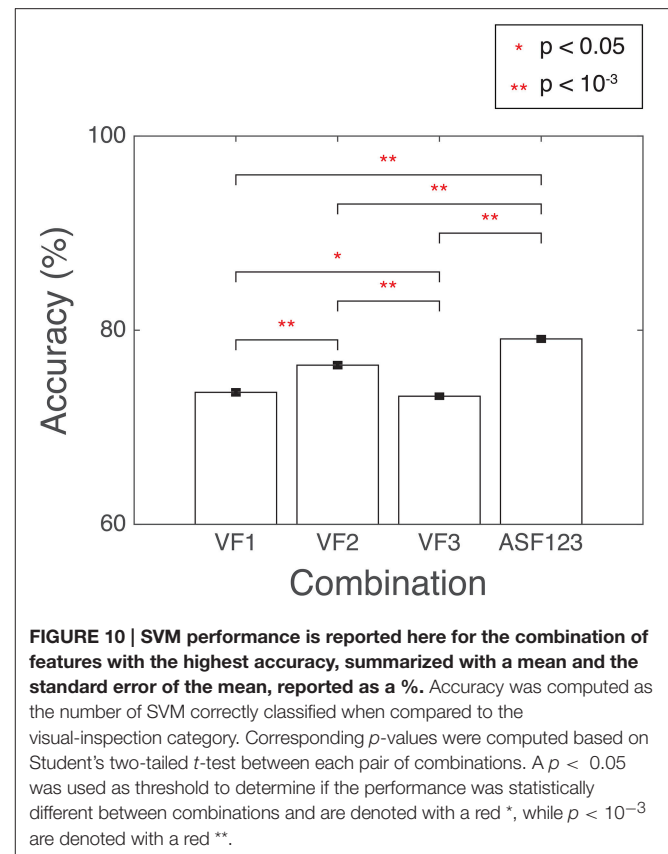 * p < 0.05
** p < 10⁻³
100
**
**
**
*
80
**
**
60
Accuracy (%)
VF1 VF2 VF3 ASF123
Combination
FIGURE 10 | SVM performance is reported here for the combination of
features with the highest accuracy, summarized with a mean and the
standard error of the mean, reported as a %. Accuracy was computed as
the number of SVM correctly classified when compared to the
visual-inspection category. Corresponding p-values were computed based on
Student's two-tailed t-test between each pair of combinations. A p < 0.05
was used as threshold to determine if the performance was statistically
different between combinations and are denoted with a red *, while p < 10⁻³
are denoted with a red **.